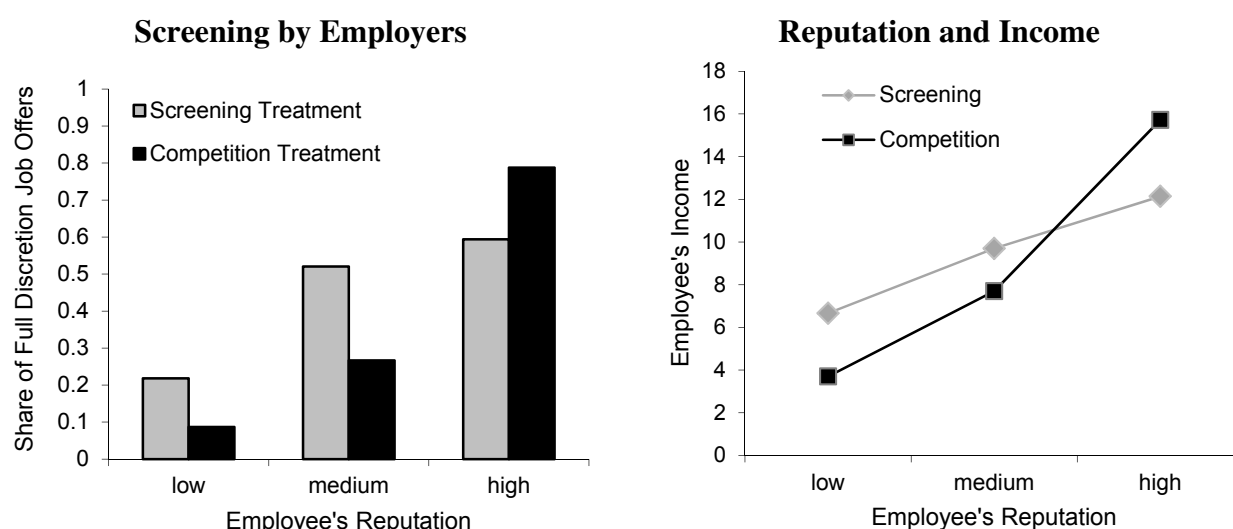 Screening by Employers
1
0.9
0.8
0.7
0.6
0.5
0.4
0.3
0.2
0.1
0
Share of Full Discretion Job Offers
Screening Treatment
Competition Treatment
low medium high
Employee's Reputation
Reputation and Income
18
16
14
12
10
8
6
4
2
0
Employee's Income
Screening
Competition
low medium high
Employee's Reputation